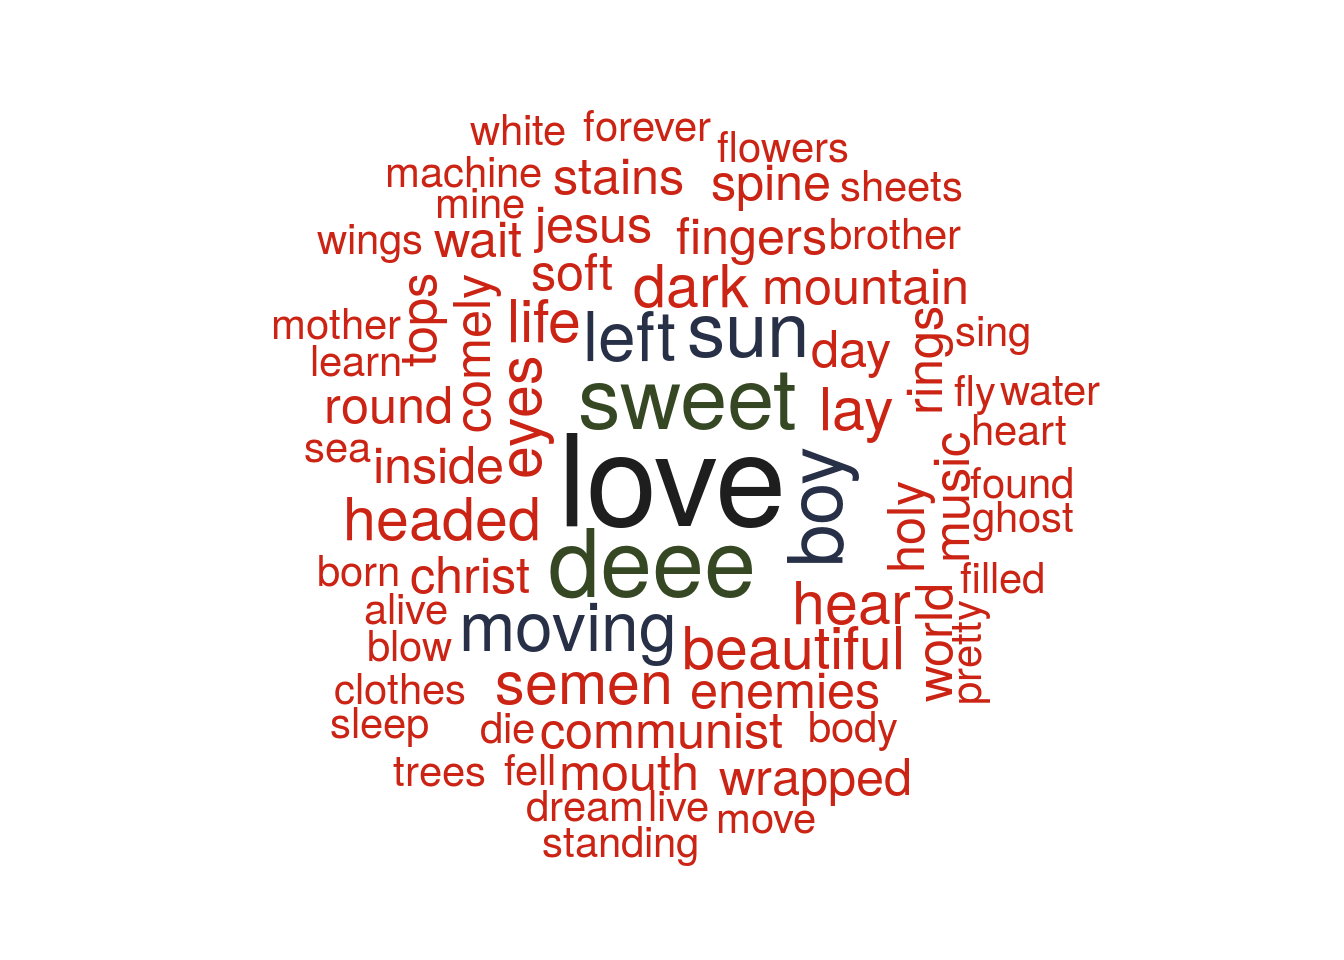 white
forever
flowers
machine
stains
spine
sheets
mine
jesus
fingers
brother
wings
wait
soft
dark
mountain
tops
comely
life
left
sun
day
rings
sing
mother
learn
eyes
sweet
lay
fly
water
round
heart
sea
inside
love
boy
holy
music
found
headed
ghost
born
christ
deee
hear
world
filled
alive
blow
moving
beautiful
pretty
clothes
semen
enemies
sleep
die
communist
body
trees
fell
mouth
wrapped
dream
live
move
standing